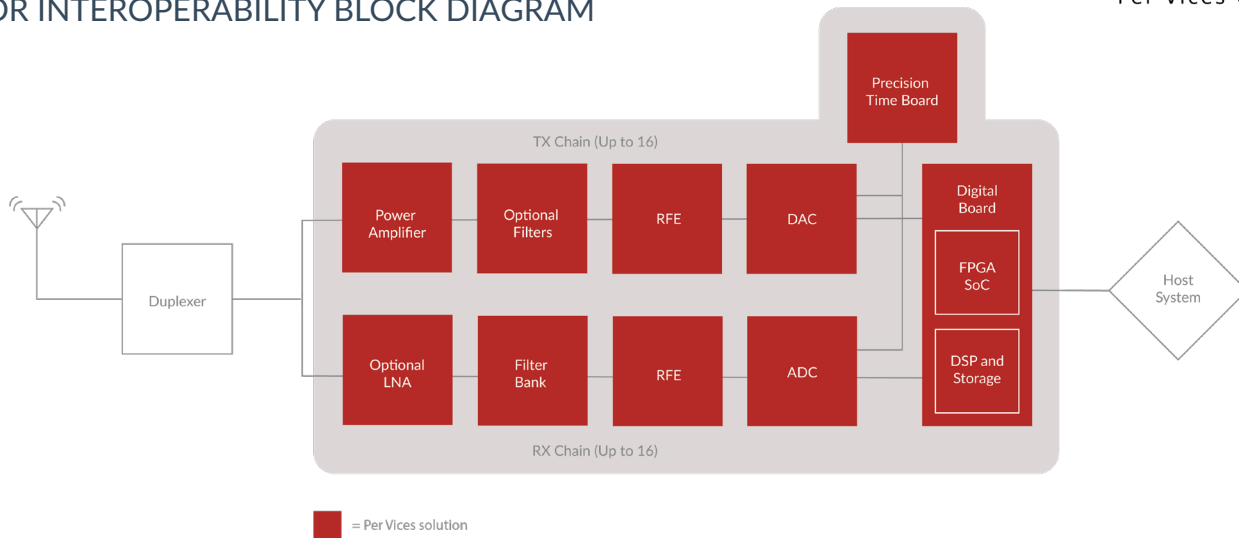 OR INTEROPERABILITY BLOCK DIAGRAM
Per Vices
Precision
Time Board
TX Chain (Up to 16)
Power
Amplifier
Optional
Filters
RFE
DAC
Digital
Board
FPGA
SoC
Duplexer
Host
System
Optional
LNA
Filter
Bank
RFE
ADC
DSP and
Storage
RX Chain (Up to 16)
= Per Vices solution